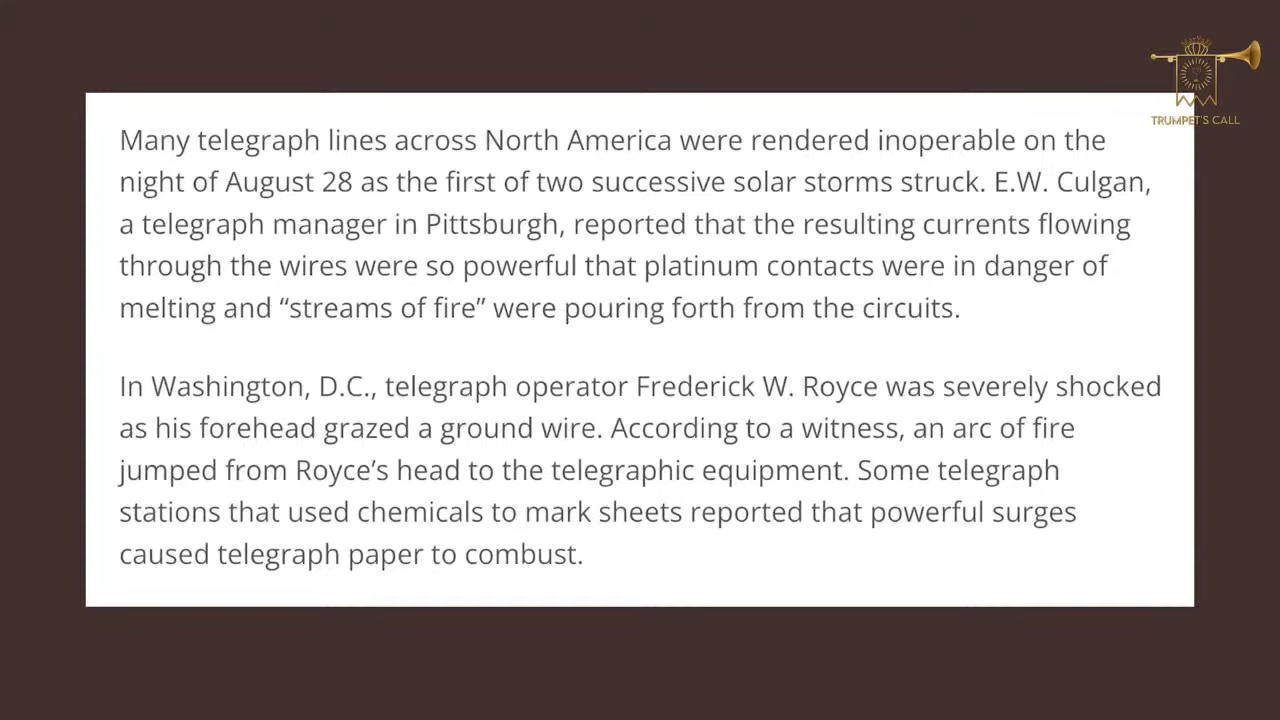 TRUMPET'S CALL
Many telegraph lines across North America were rendered inoperable on the
night of August 28 as the first of two successive solar storms struck. E.W. Culgan,
a telegraph manager in Pittsburgh, reported that the resulting currents flowing
through the wires were so powerful that platinum contacts were in danger of
melting and “streams of fire” were pouring forth from the circuits.
In Washington, D.C., telegraph operator Frederick W. Royce was severely shocked
as his forehead grazed a ground wire. According to a witness, an arc of fire
jumped from Royce’s head to the telegraphic equipment. Some telegraph
stations that used chemicals to mark sheets reported that powerful surges
caused telegraph paper to combust.